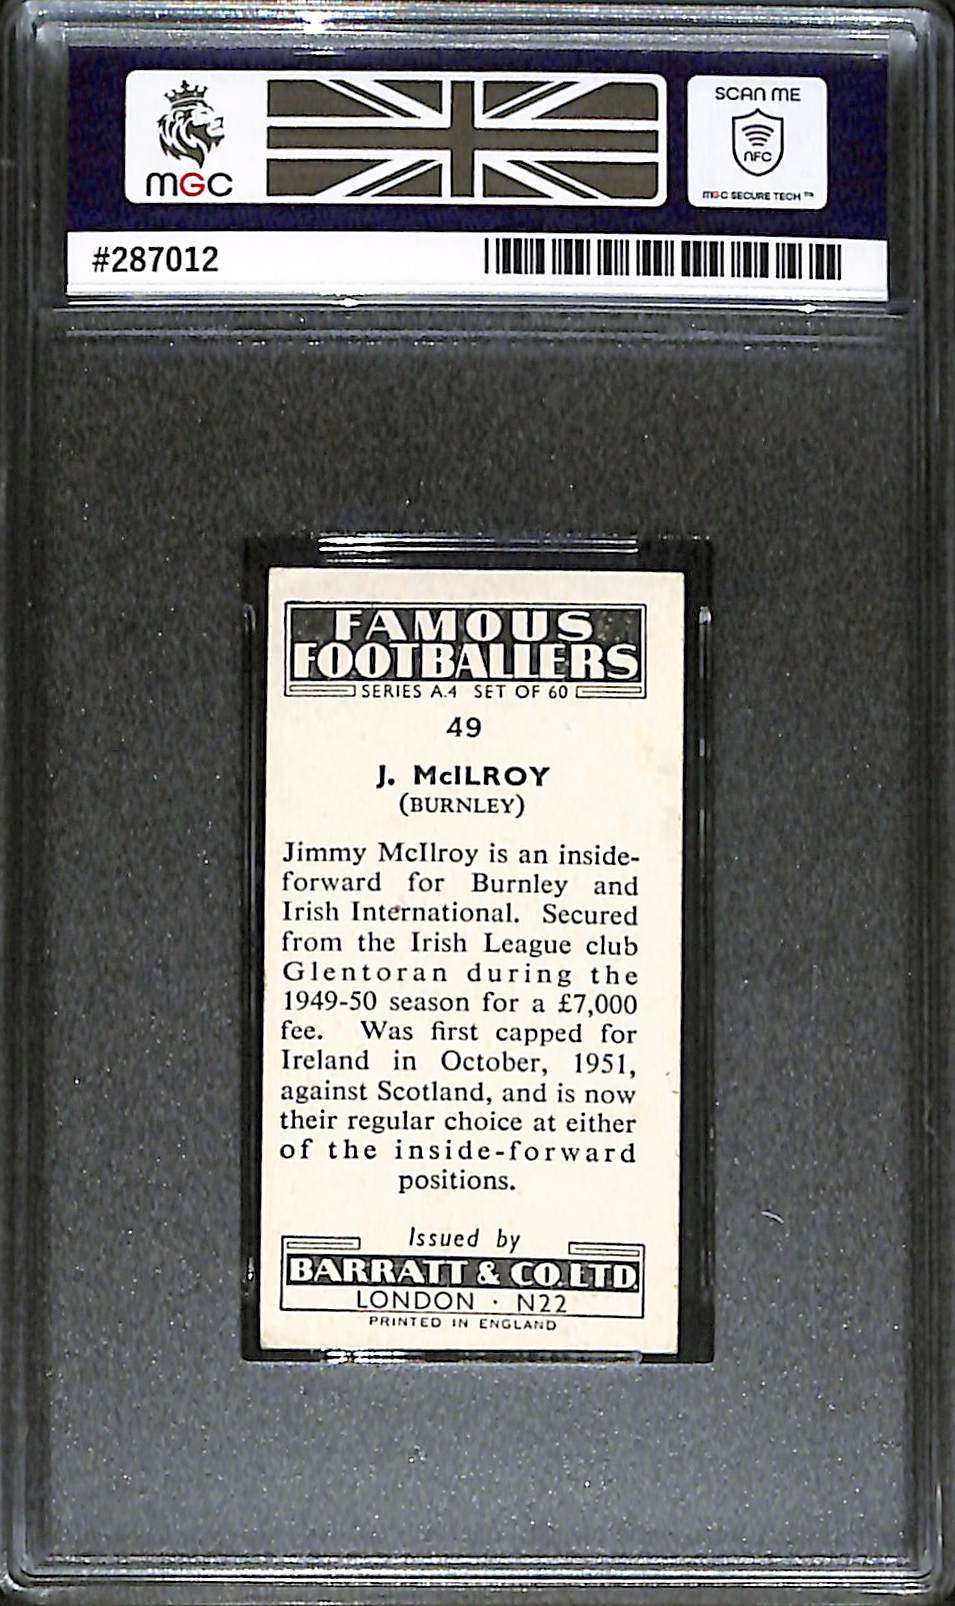 SCAN ME
NFC
MGC
MGC SECURE TECH ™
#287012
FAMOUS
FOOTBALLERS
SERIES A.4 SET OF 60
49
J. McILROY
(BURNLEY)
Jimmy McIlroy is an inside-
forward for Burnley and
Irish International. Secured
from the Irish League club
Glentoran during the
1949-50 season for a £7,000
fee. Was first capped for
Ireland in October, 1951,
against Scotland, and is now
their regular choice at either
of the inside-forward
positions.
Issued by
BARRATT & CO. LTD.
LONDON · N22
PRINTED IN ENGLAND